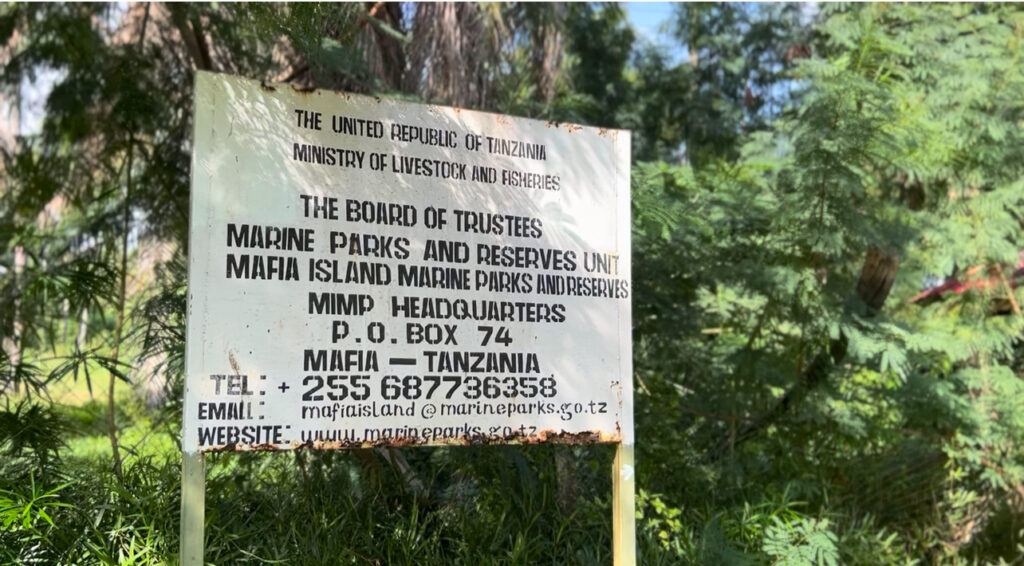 THE UNITED REPUBLIC OF TANZANIA
MINISTRY OF LIVESTOCK AND FISHERIES
THE BOARD OF TRUSTEES
MARINE PARKS AND RESERVES UNIT
MAFIA ISLAND MARINE PARKS AND RESERVES
MIMP HEADQUARTERS
P.O. BOX 74
MAFIA — TANZANIA
TEL: + 255 687736358
EMAIL: mafiaisland@marineparks.go.tz
WEBSITE: www.marineparks.go.tz